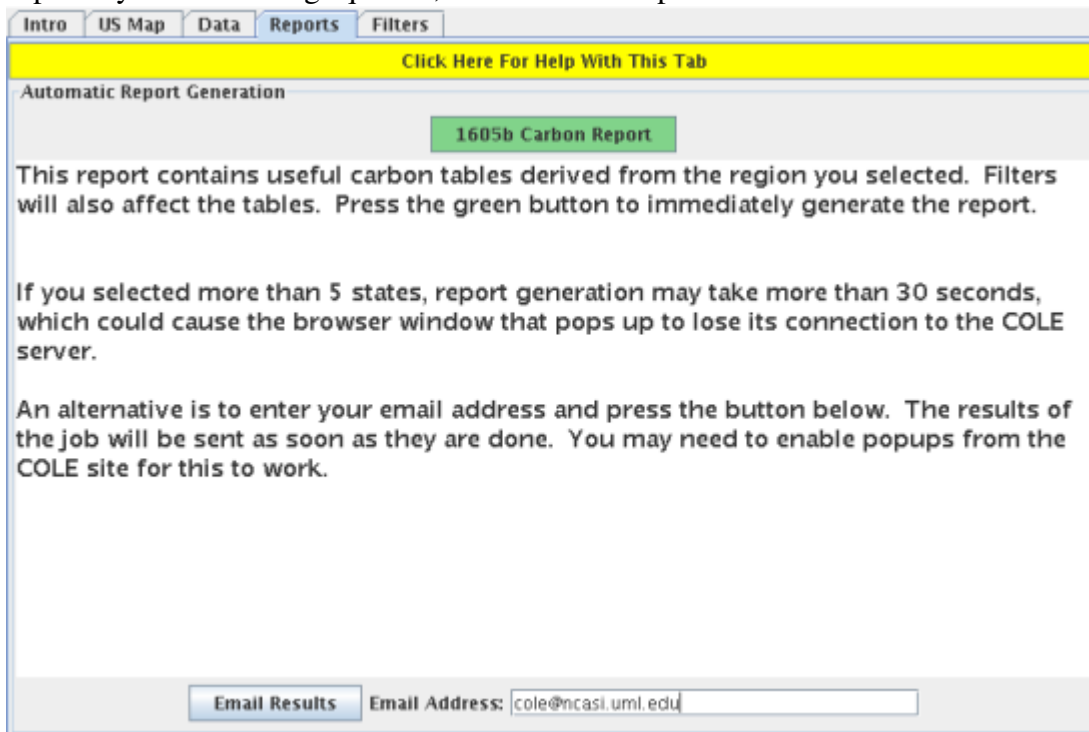 Intro US Map Data Reports Filters
Click Here For Help With This Tab
Automatic Report Generation
1605b Carbon Report
This report contains useful carbon tables derived from the region you selected. Filters
will also affect the tables. Press the green button to immediately generate the report.
If you selected more than 5 states, report generation may take more than 30 seconds,
which could cause the browser window that pops up to lose its connection to the COLE
server.
An alternative is to enter your email address and press the button below. The results of
the job will be sent as soon as they are done. You may need to enable popups from the
COLE site for this to work.
Email Results Email Address: cole@ncasi.uml.edu